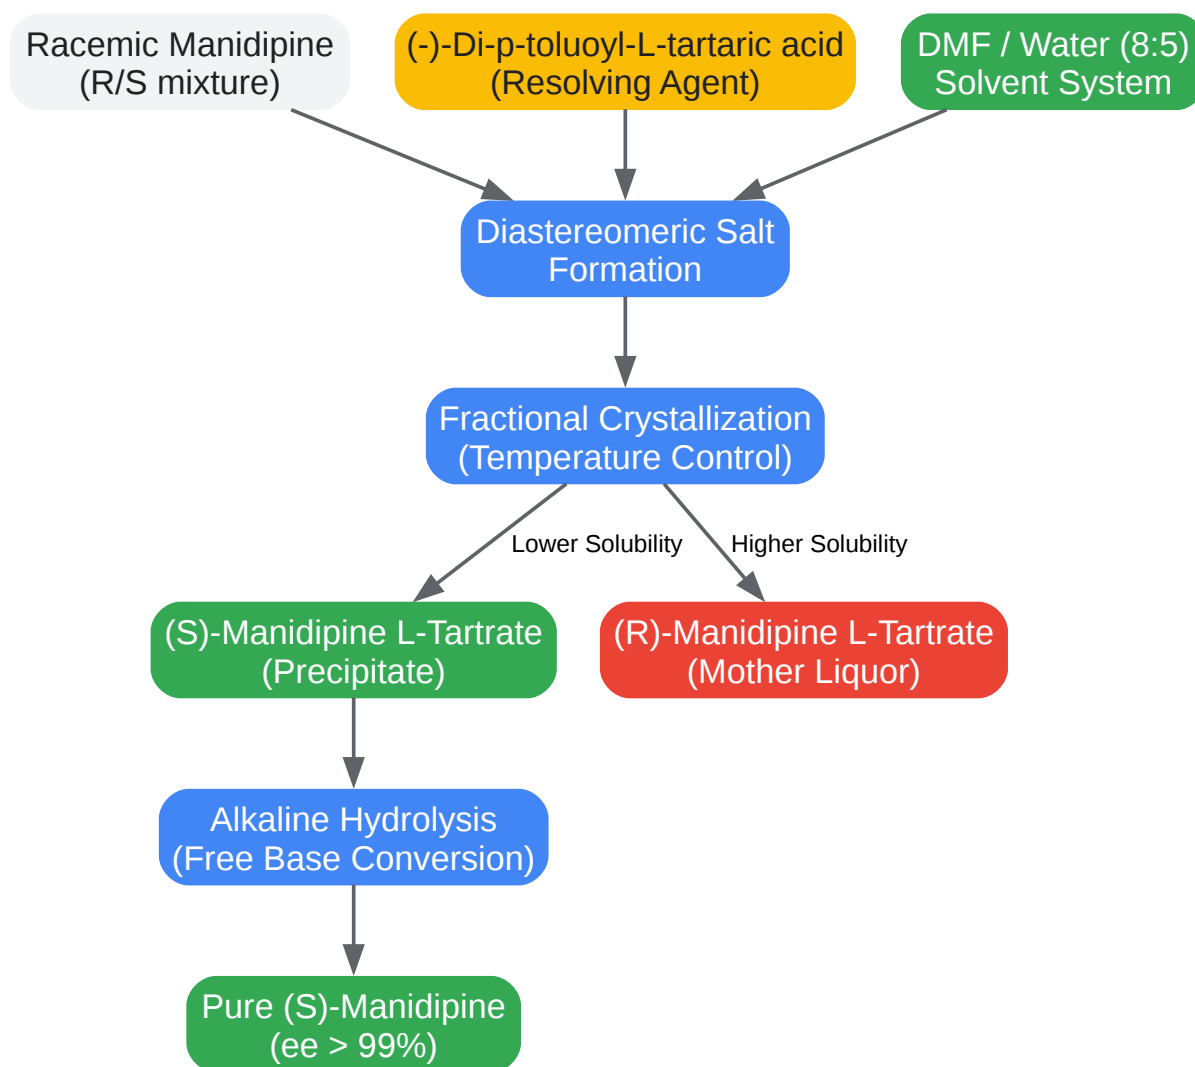 Racemic Manidipine
(R/S mixture)
(-)-Di-p-toluoyl-L-tartaric acid
(Resolving Agent)
DMF / Water (8:5)
Solvent System
Diastereomeric Salt
Formation
Fractional Crystallization
(Temperature Control)
Lower Solubility
Higher Solubility
(S)-Manidipine L-Tartrate
(Precipitate)
(R)-Manidipine L-Tartrate
(Mother Liquor)
Alkaline Hydrolysis
(Free Base Conversion)
Pure (S)-Manidipine
(ee > 99%)